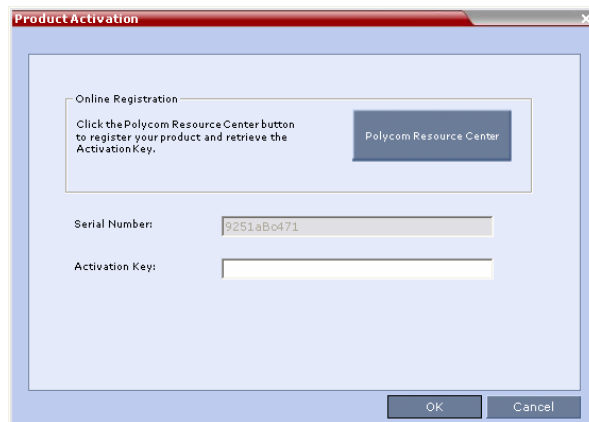 Product Activation
Online Registration
Click the Polycom Resource Center button
to register your product and retrieve the
Activation Key.
Polycom Resource Center
Serial Number:
9251aBo471
Activation Key:
OK
Cancel